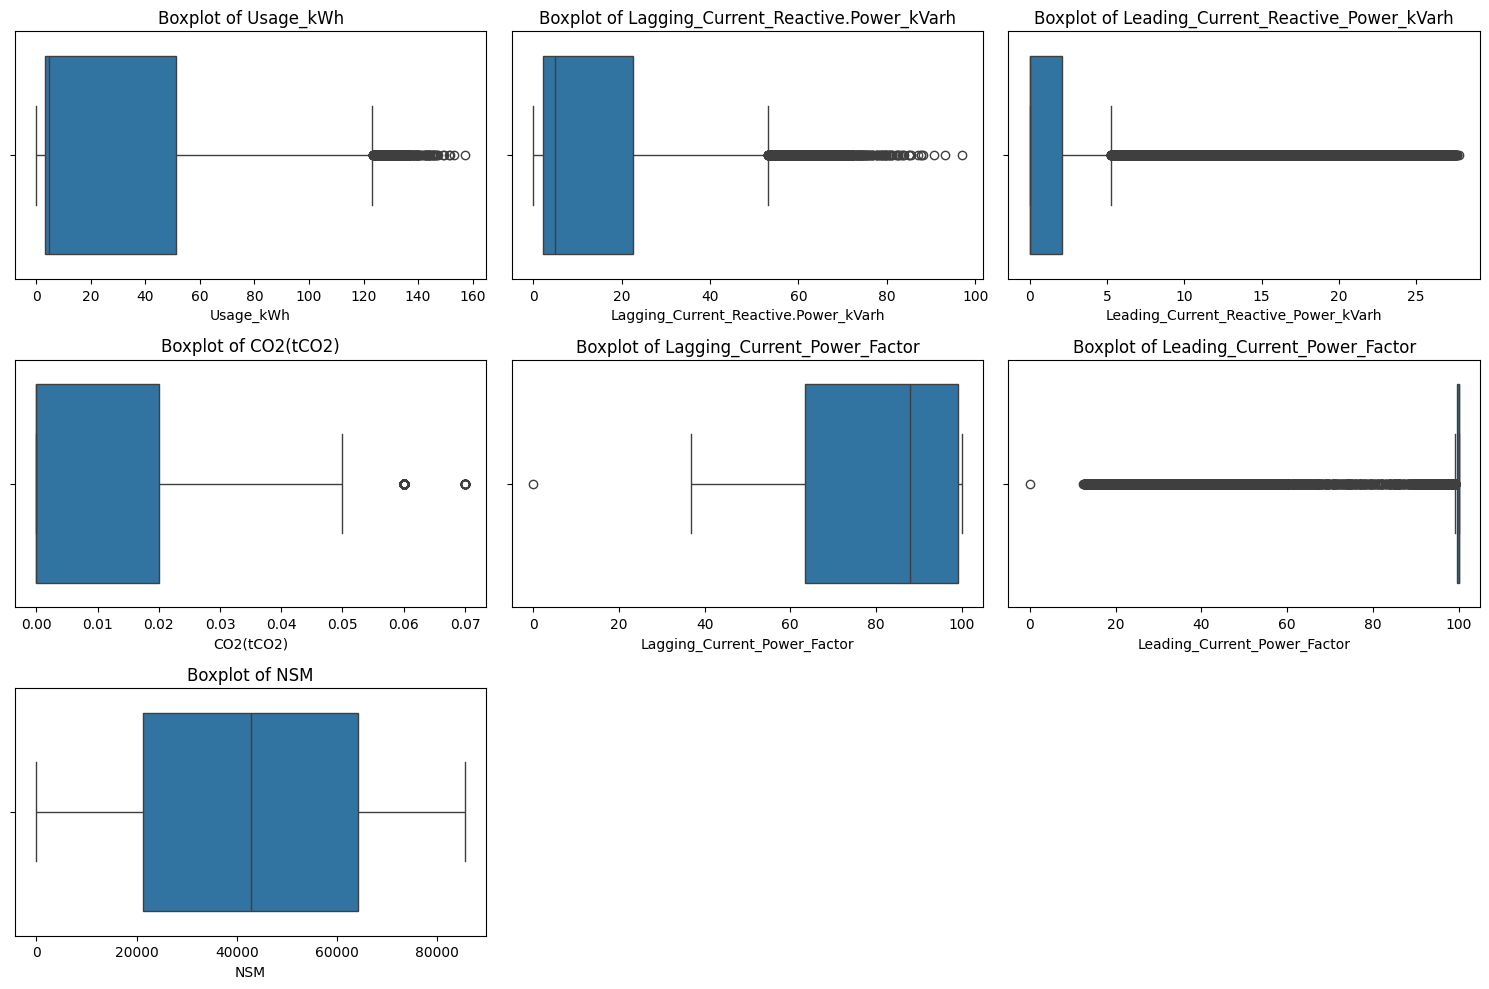 Boxplot of Usage_kWh
0 20 40 60 80 100 120 140 160
Usage_kWh
Boxplot of Lagging_Current_Reactive.Power_kVarh
0 20 40 60 80 100
Lagging_Current_Reactive.Power_kVarh
Boxplot of Leading_Current_Reactive_Power_kVarh
0 5 10 15 20 25
Leading_Current_Reactive_Power_kVarh
Boxplot of CO2(tCO2)
0.00 0.01 0.02 0.03 0.04 0.05 0.06 0.07
CO2(tCO2)
Boxplot of Lagging_Current_Power_Factor
0 20 40 60 80 100
Lagging_Current_Power_Factor
Boxplot of Leading_Current_Power_Factor
0 20 40 60 80 100
Leading_Current_Power_Factor
Boxplot of NSM
0 20000 40000 60000 80000
NSM